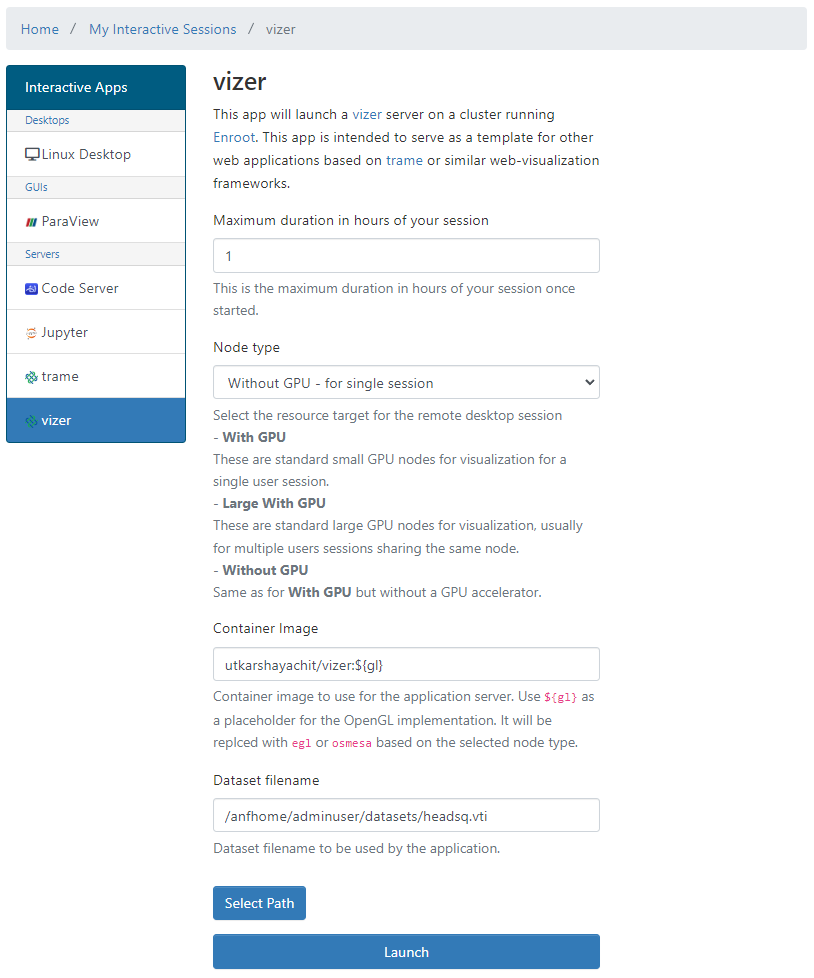 Home / My Interactive Sessions / vizer
Interactive Apps
Desktops
Linux Desktop
GUIs
ParaView
Servers
Code Server
Jupyter
trame
vizer
vizer
This app will launch a vizer server on a cluster running
Enroot. This app is intended to serve as a template for other
web applications based on trame or similar web-visualization
frameworks.
Maximum duration in hours of your session
1
This is the maximum duration in hours of your session once
started.
Node type
Without GPU - for single session
Select the resource target for the remote desktop session
- With GPU
These are standard small GPU nodes for visualization for a
single user session.
- Large With GPU
These are standard large GPU nodes for visualization, usually
for multiple users sessions sharing the same node.
- Without GPU
Same as for With GPU but without a GPU accelerator.
Container Image
utkarshayachit/vizer:${gl}
Container image to use for the application server. Use ${gl} as
a placeholder for the OpenGL implementation. It will be
replced with egl or osmesa based on the selected node type.
Dataset filename
/anfhome/adminuser/datasets/headsq.vti
Dataset filename to be used by the application.
Select Path
Launch